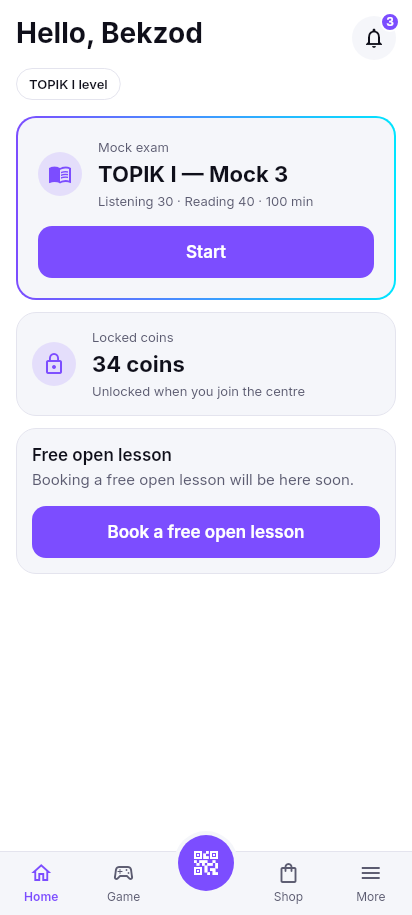 Hello, Bekzod
3
TOPIK I level
Mock exam
TOPIK I — Mock 3
Listening 30 · Reading 40 · 100 min
Start
Locked coins
34 coins
Unlocked when you join the centre
Free open lesson
Booking a free open lesson will be here soon.
Book a free open lesson
Home
Game
Shop
More